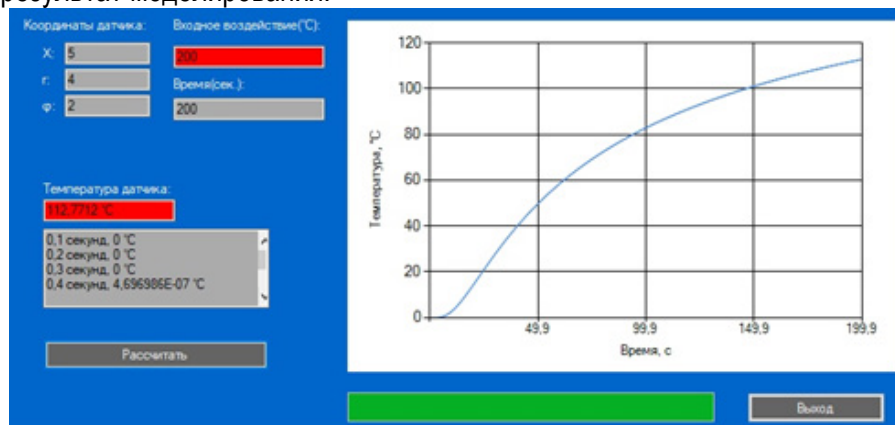 результат моделирования.
Координаты датчика:
X: 5
r: 4
φ: 2
Входное воздействие(°C):
200
Время(сек.):
200
Температура датчика:
112,7712 °C
0,1 секунд, 0 °C
0,2 секунд, 0 °C
0,3 секунд, 0 °C
0,4 секунд, 4,696986E-07 °C
Рассчитать
Температура, °C
120
100
80
60
40
20
0
49,9
99,9
149,9
199,9
Время, с
Выход